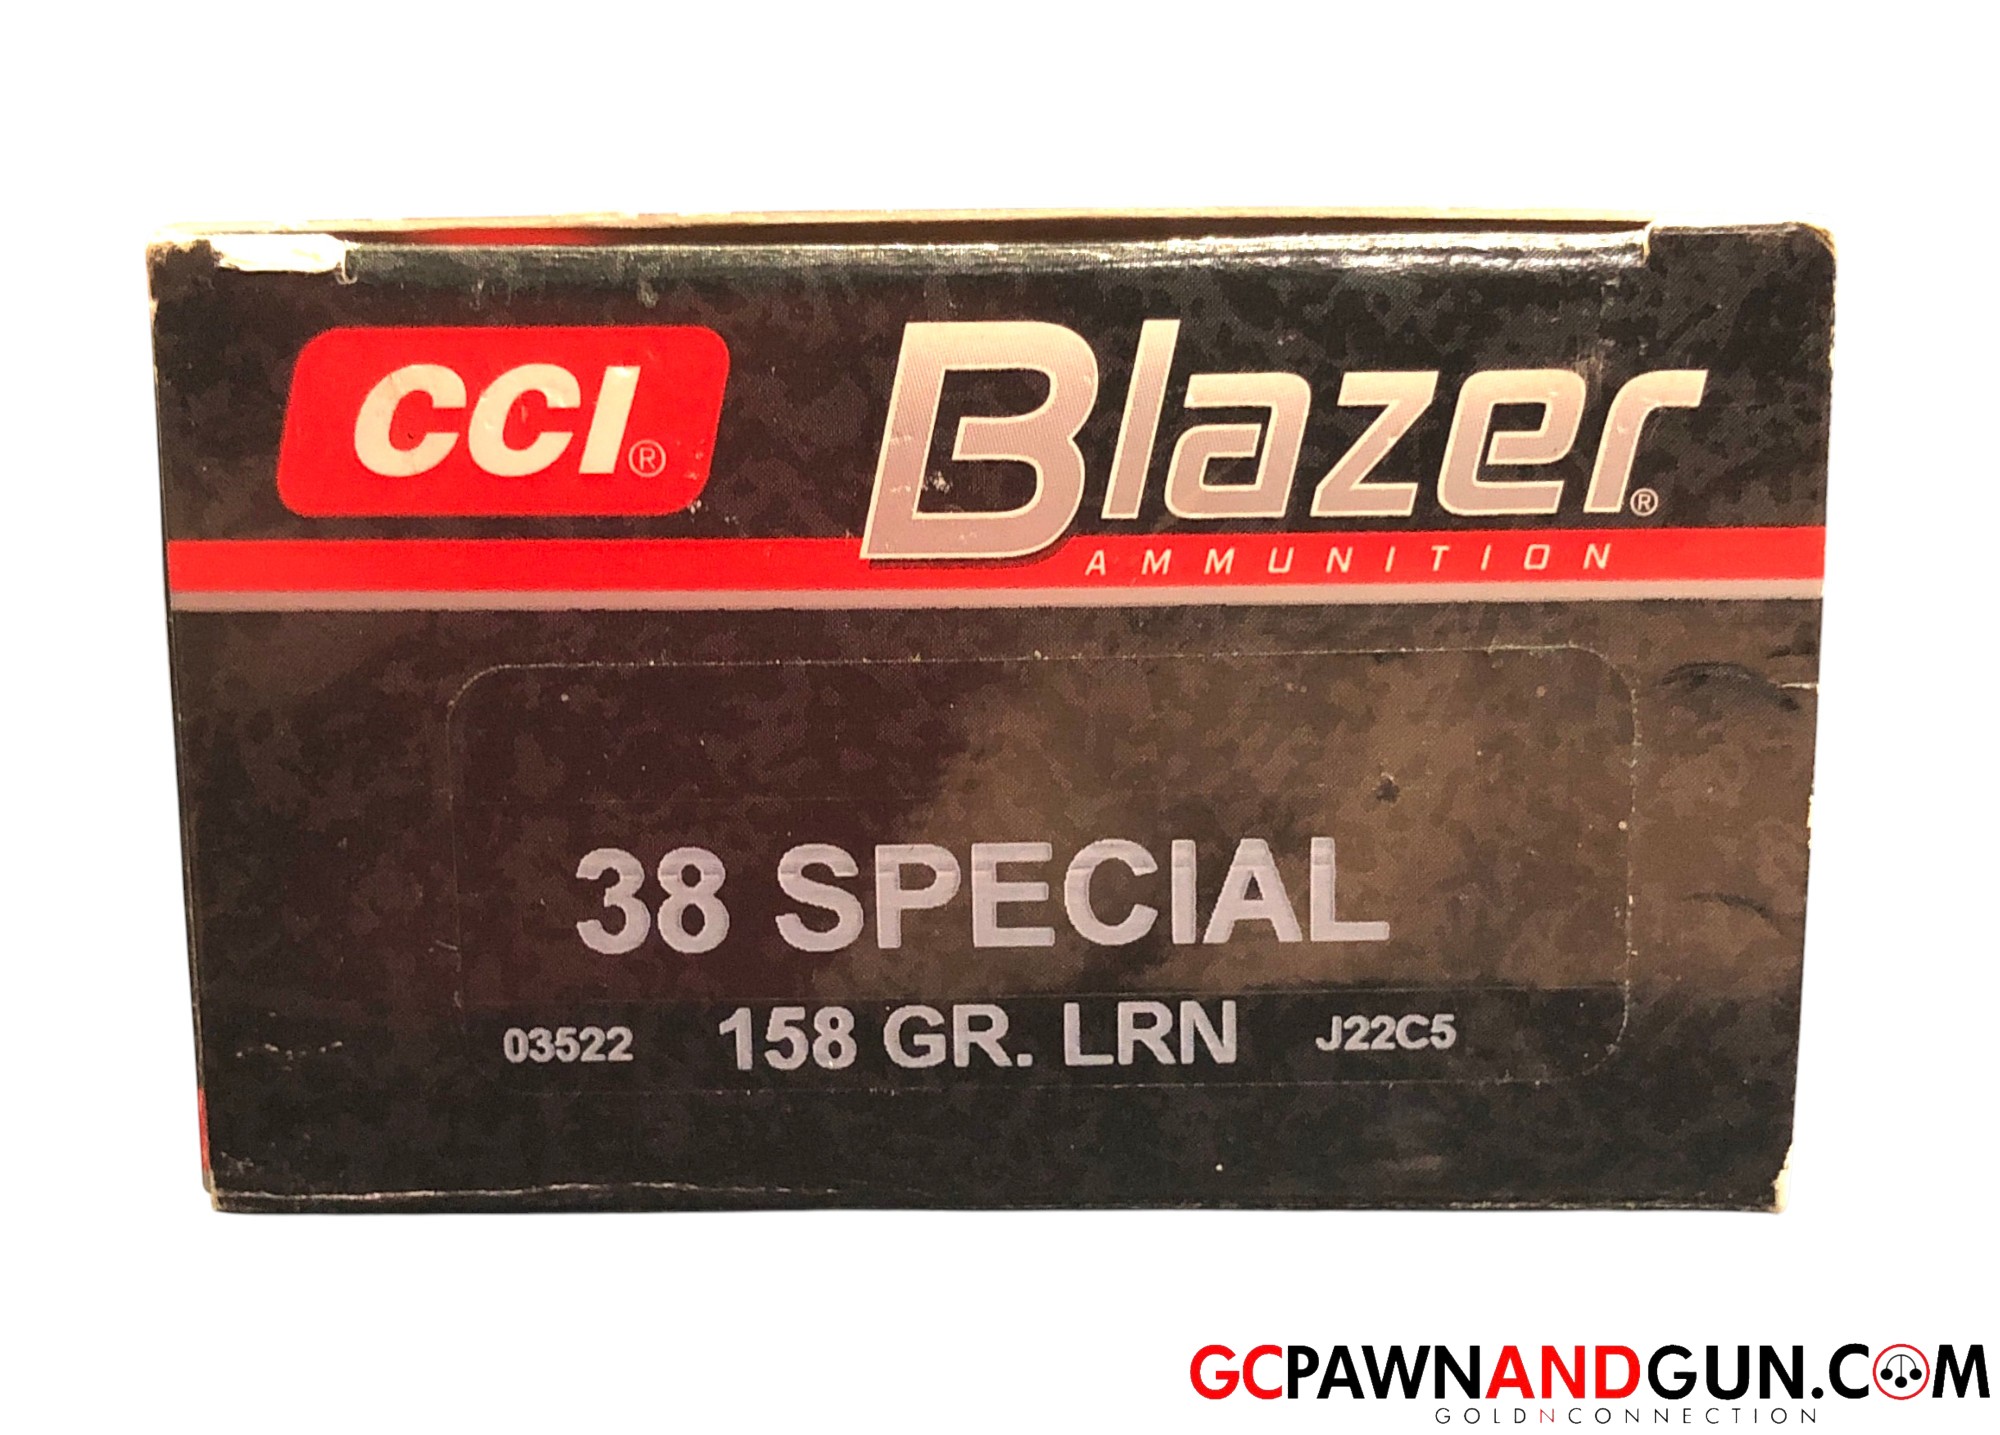 CCI®
Blazer®
AMMUNITION
38 SPECIAL
03522 158 GR. LRN J22C5
GCPAWNANDGUN.COM
GOLDNCONNECTION